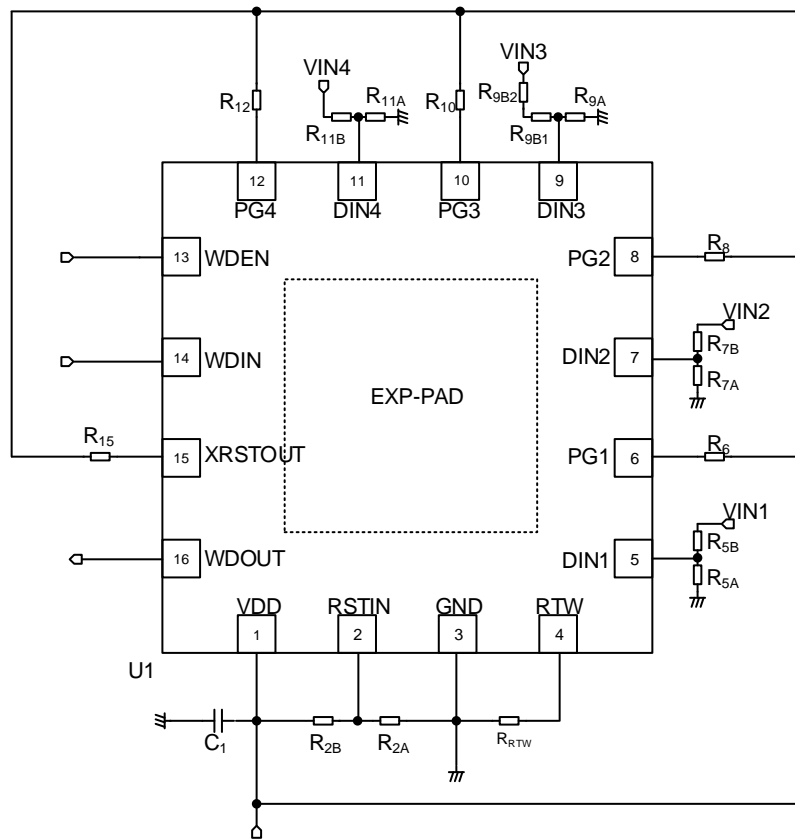 VIN4
VIN3
R12
R11A
R11B
R10
R9B2
R9B1
R9A
12
11
10
9
PG4
DIN4
PG3
DIN3
13
WDEN
PG2
8
R8
14
WDIN
DIN2
7
VIN2
R7B
R7A
EXP-PAD
R15
15
XRSTOUT
PG1
6
R6
16
WDOUT
DIN1
5
VIN1
R5B
R5A
VDD
RSTIN
GND
RTW
1
2
3
4
U1
C1
R2B
R2A
RRTW